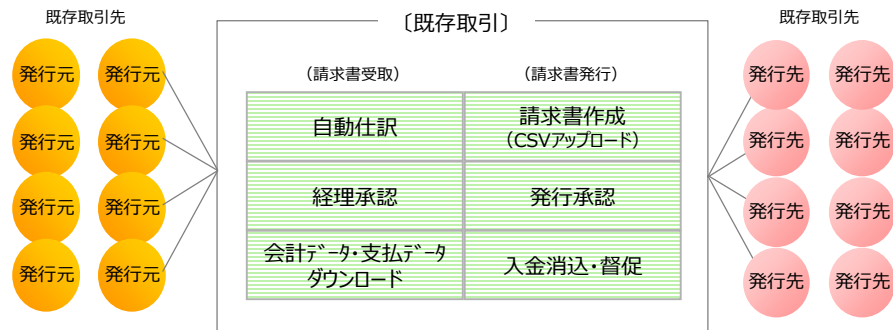 既存取引先
〔既存取引〕
既存取引先
(請求書受取)
(請求書発行)
発行元
発行元
発行元
発行元
発行元
発行元
発行元
発行元
自動仕訳
請求書作成
(CSVアップロード)
経理承認
発行承認
会計データ・支払データ
ダウンロード
入金消込・督促
発行先
発行先
発行先
発行先
発行先
発行先
発行先
発行先